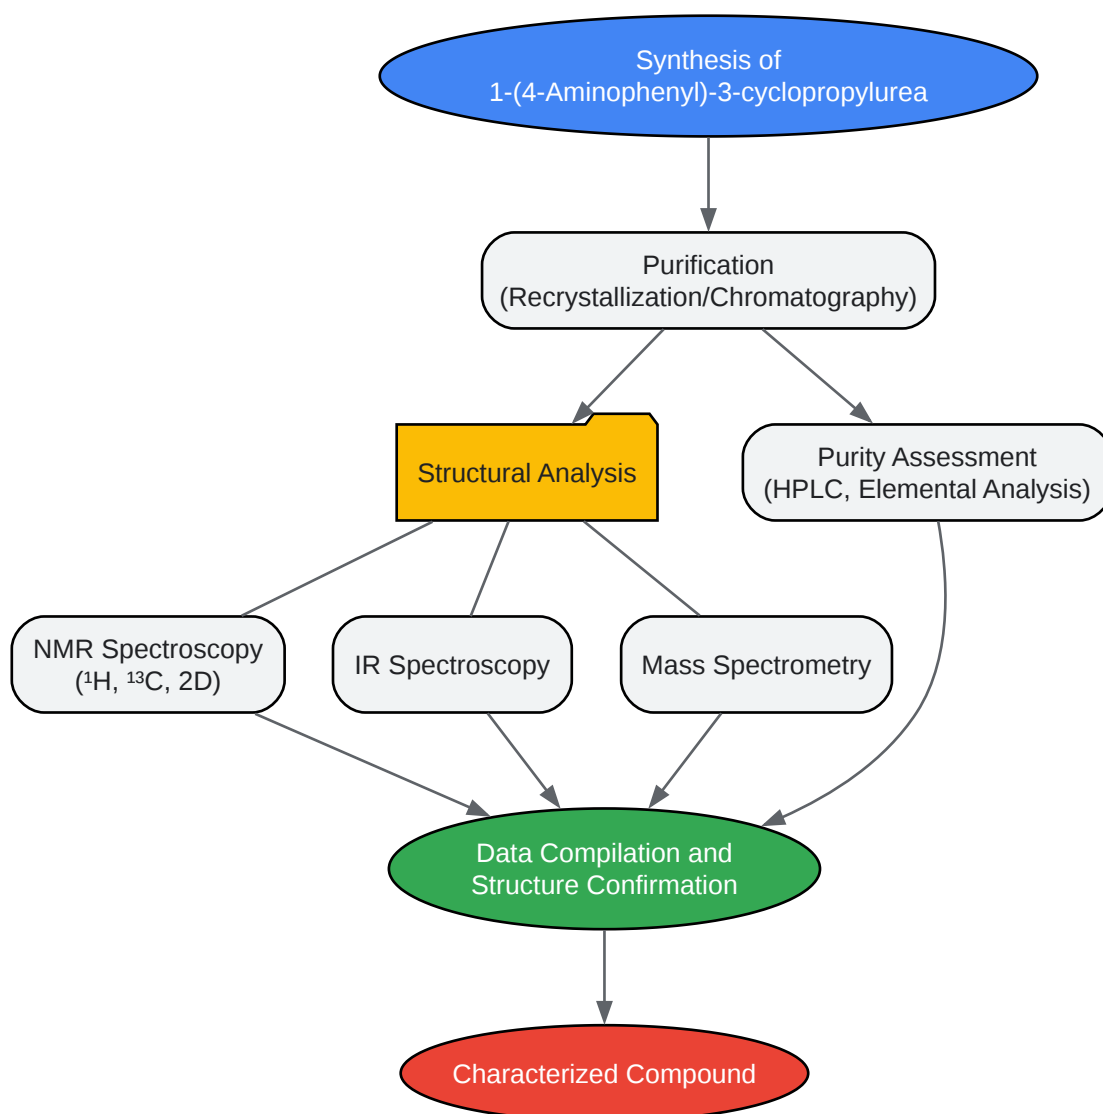 Synthesis of
1-(4-Aminophenyl)-3-cyclopropylurea
Purification
(Recrystallization/Chromatography)
Structural Analysis
Purity Assessment
(HPLC, Elemental Analysis)
NMR Spectroscopy
(¹H, ¹³C, 2D)
IR Spectroscopy
Mass Spectrometry
Data Compilation and
Structure Confirmation
Characterized Compound